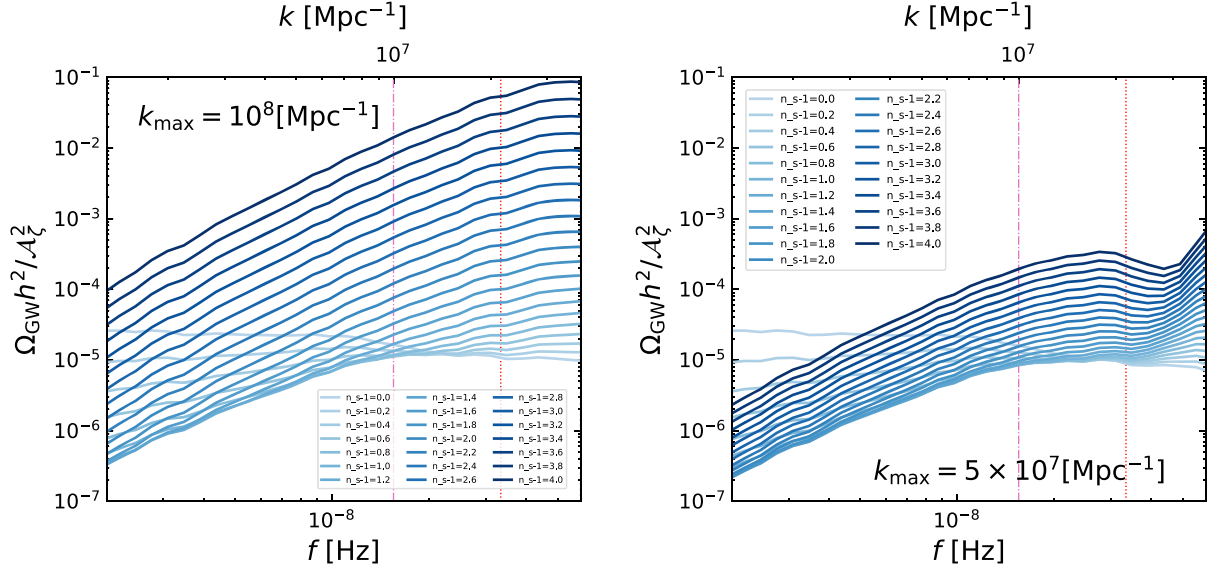 k [Mpc⁻¹]
10⁷
10⁻¹
10⁻²
10⁻³
10⁻⁴
10⁻⁵
10⁻⁶
10⁻⁷
Ω_GW h²/𝒜_ζ²
k_max = 10⁸[Mpc⁻¹]
n_s-1=0.0
n_s-1=0.2
n_s-1=0.4
n_s-1=0.6
n_s-1=0.8
n_s-1=1.0
n_s-1=1.2
n_s-1=1.4
n_s-1=1.6
n_s-1=1.8
n_s-1=2.0
n_s-1=2.2
n_s-1=2.4
n_s-1=2.6
n_s-1=2.8
n_s-1=3.0
n_s-1=3.2
n_s-1=3.4
n_s-1=3.6
n_s-1=3.8
n_s-1=4.0
10⁻⁸
f [Hz]
k [Mpc⁻¹]
10⁷
10⁻¹
10⁻²
10⁻³
10⁻⁴
10⁻⁵
10⁻⁶
10⁻⁷
Ω_GW h²/𝒜_ζ²
n_s-1=0.0
n_s-1=0.2
n_s-1=0.4
n_s-1=0.6
n_s-1=0.8
n_s-1=1.0
n_s-1=1.2
n_s-1=1.4
n_s-1=1.6
n_s-1=1.8
n_s-1=2.0
n_s-1=2.2
n_s-1=2.4
n_s-1=2.6
n_s-1=2.8
n_s-1=3.0
n_s-1=3.2
n_s-1=3.4
n_s-1=3.6
n_s-1=3.8
n_s-1=4.0
k_max = 5 × 10⁷[Mpc⁻¹]
10⁻⁸
f [Hz]